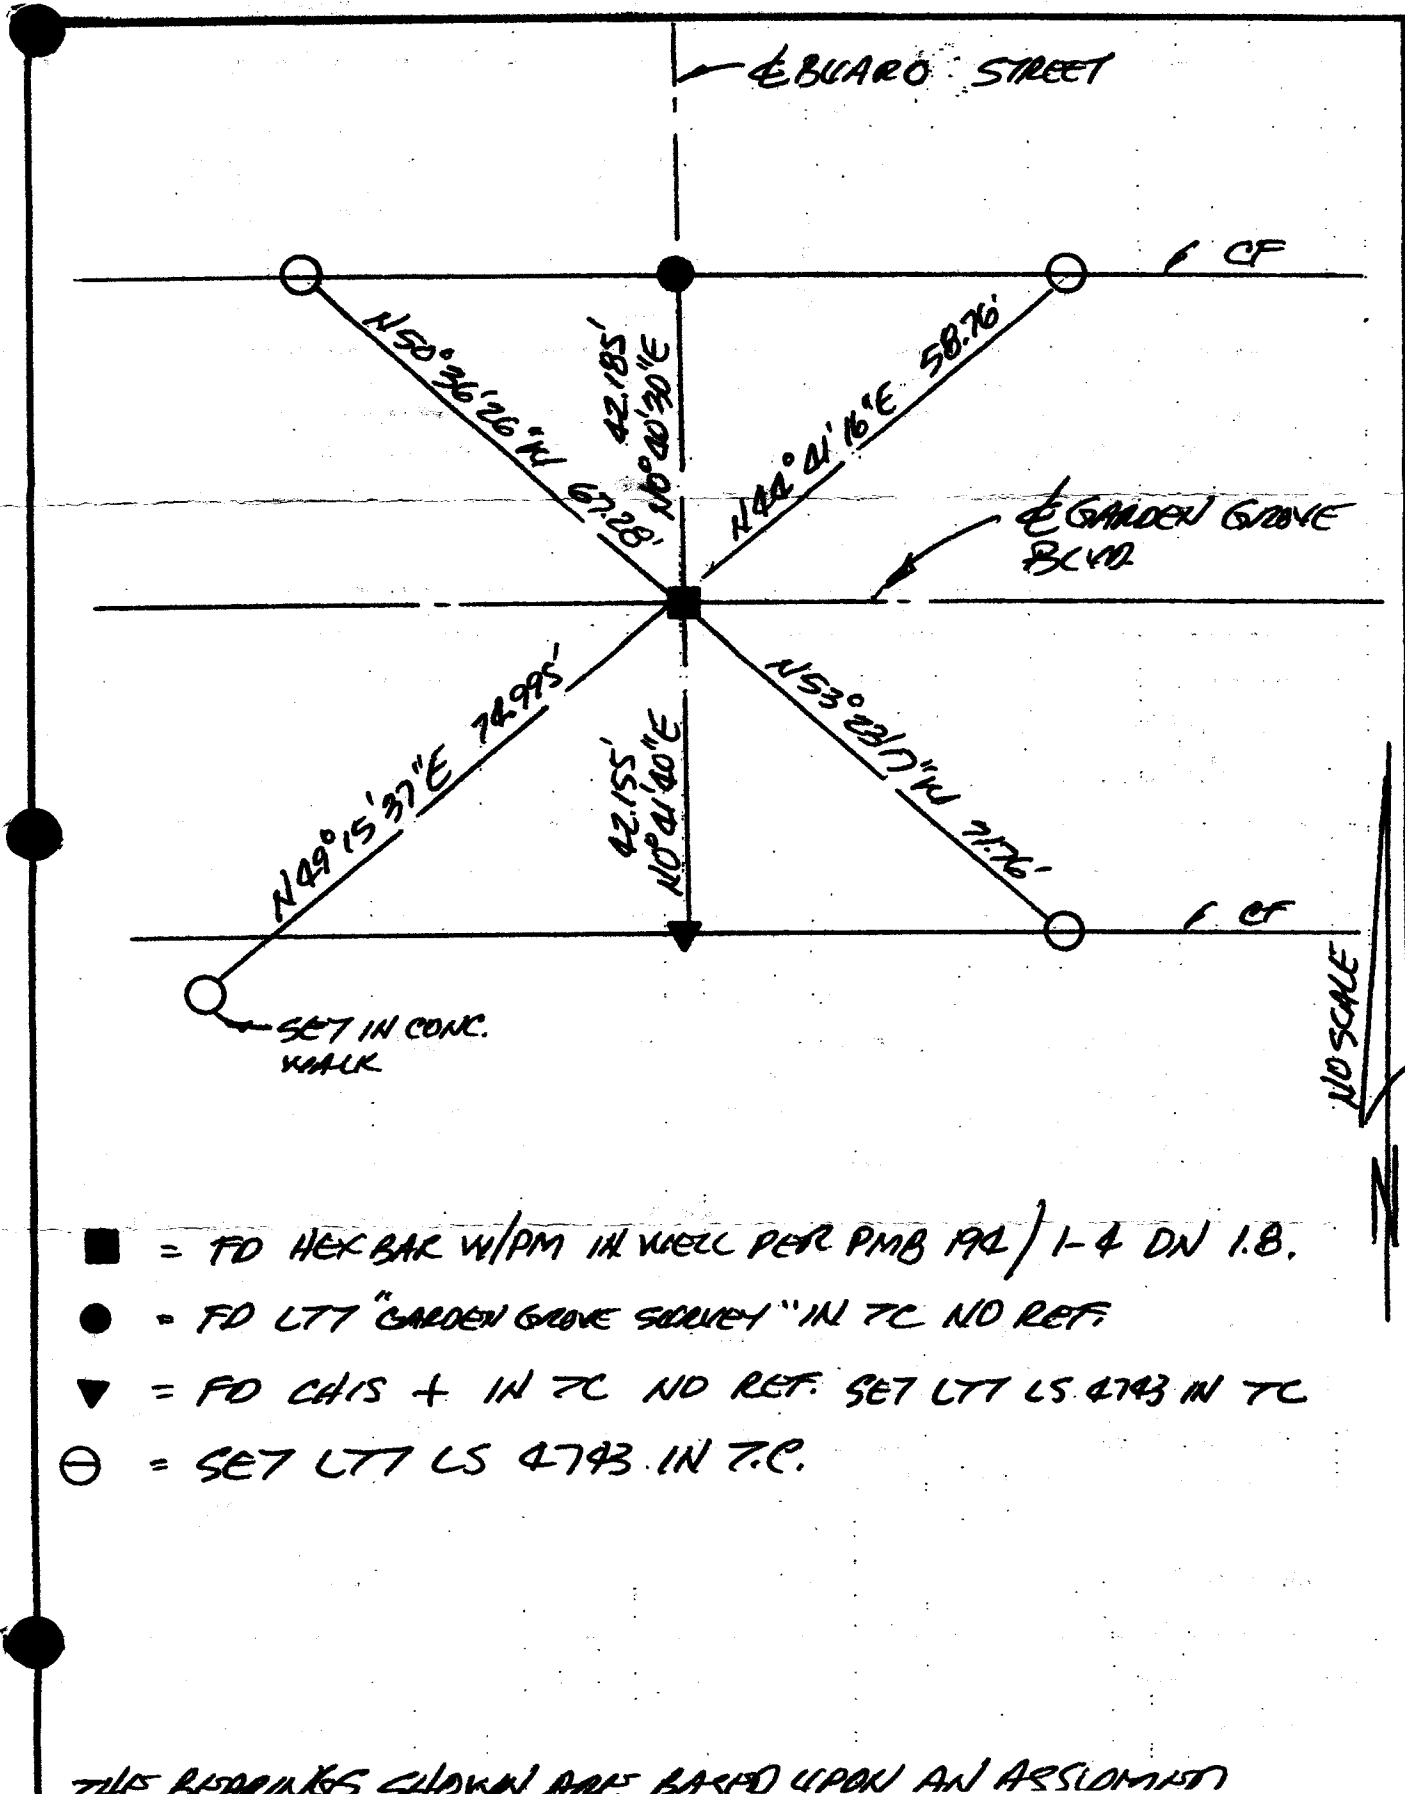 ℄ BUARO STREET
CF
N50°36'26"W 67.28'
42.185'
N0°40'30"E
N44°41'16"E 58.76'
℄ GARDEN GROVE
BLVD
N49°15'37"E 74.995'
42.155'
N0°41'40"E
N53°23'17"W 71.76'
CF
SET IN CONC.
WALK
NO SCALE
N
= FD HEX BAR W/PM IN WELL PER PMB 194/1-4 DN 1.8.
= FD LTT "GARDEN GROVE SURVEY" IN TC NO REF.
= FD CHIS + IN TC NO REF. SET LTT LS 4743 IN TC
= SET LTT LS 4743 IN T.C.
THE BEARINGS SHOWN ARE BASED UPON AN ASSUMED